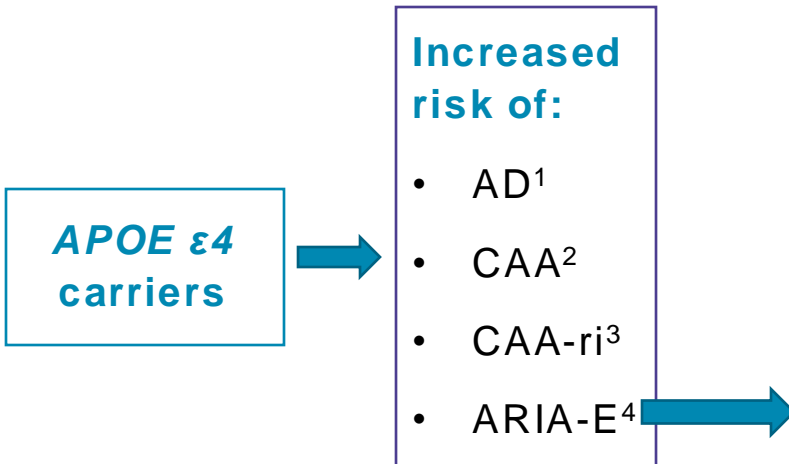 Increased
risk of:
• AD¹
• CAA²
APOE ε4
carriers
• CAA-ri³
• ARIA-E⁴